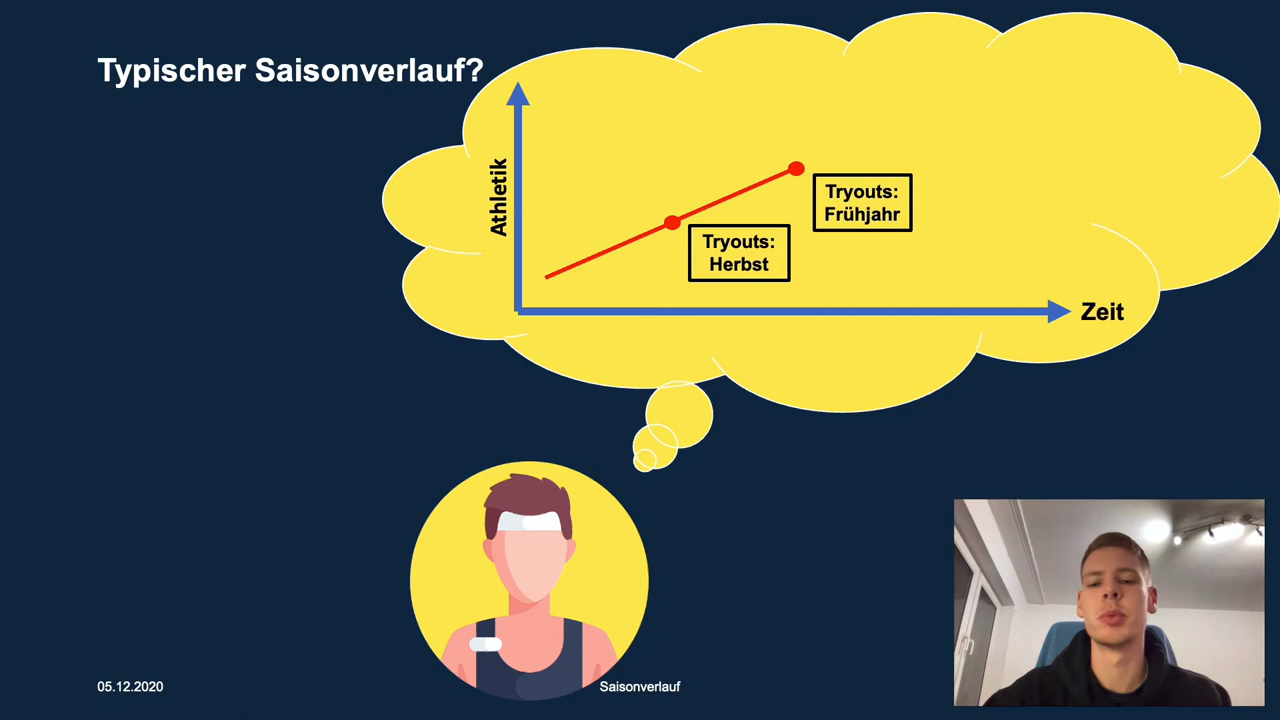 Typischer Saisonverlauf?
Athletik
Tryouts:
Frühjahr
Tryouts:
Herbst
Zeit
05.12.2020
Saisonverlauf